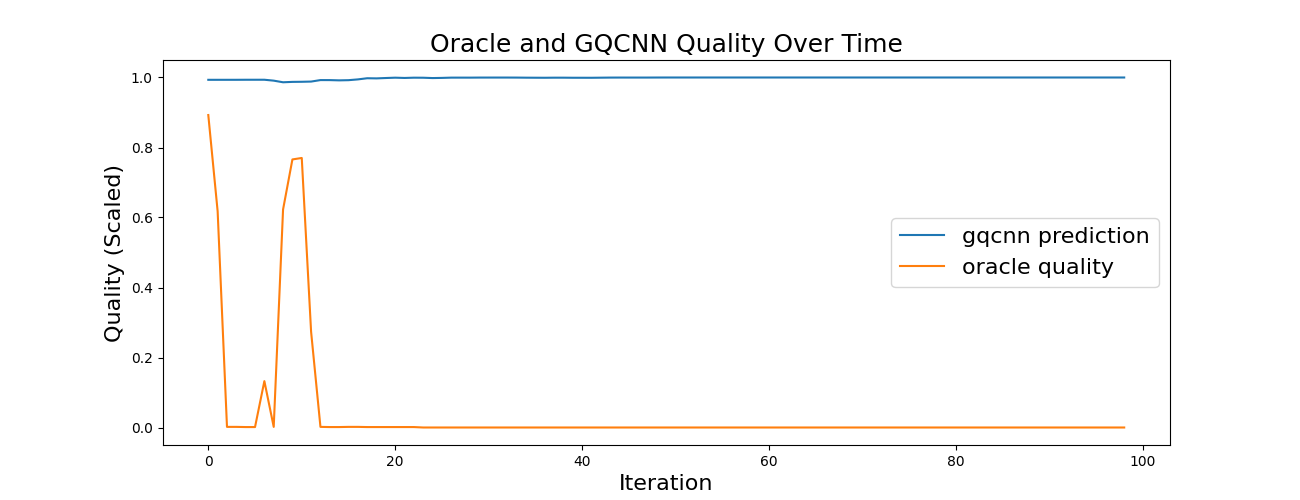 Oracle and GQCNN Quality Over Time
Quality (Scaled)
1.0
0.8
0.6
0.4
0.2
0.0
gqcnn prediction
oracle quality
0 20 40 60 80 100
Iteration